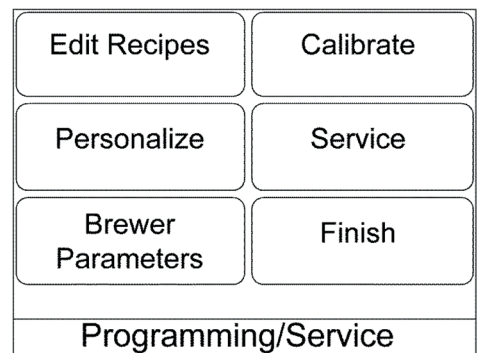 Edit Recipes
Calibrate
Personalize
Service
Brewer
Parameters
Finish
Programming/Service